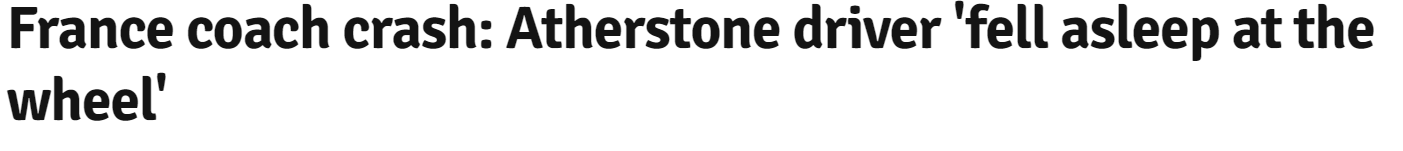 France coach crash: Atherstone driver 'fell asleep at the
wheel'